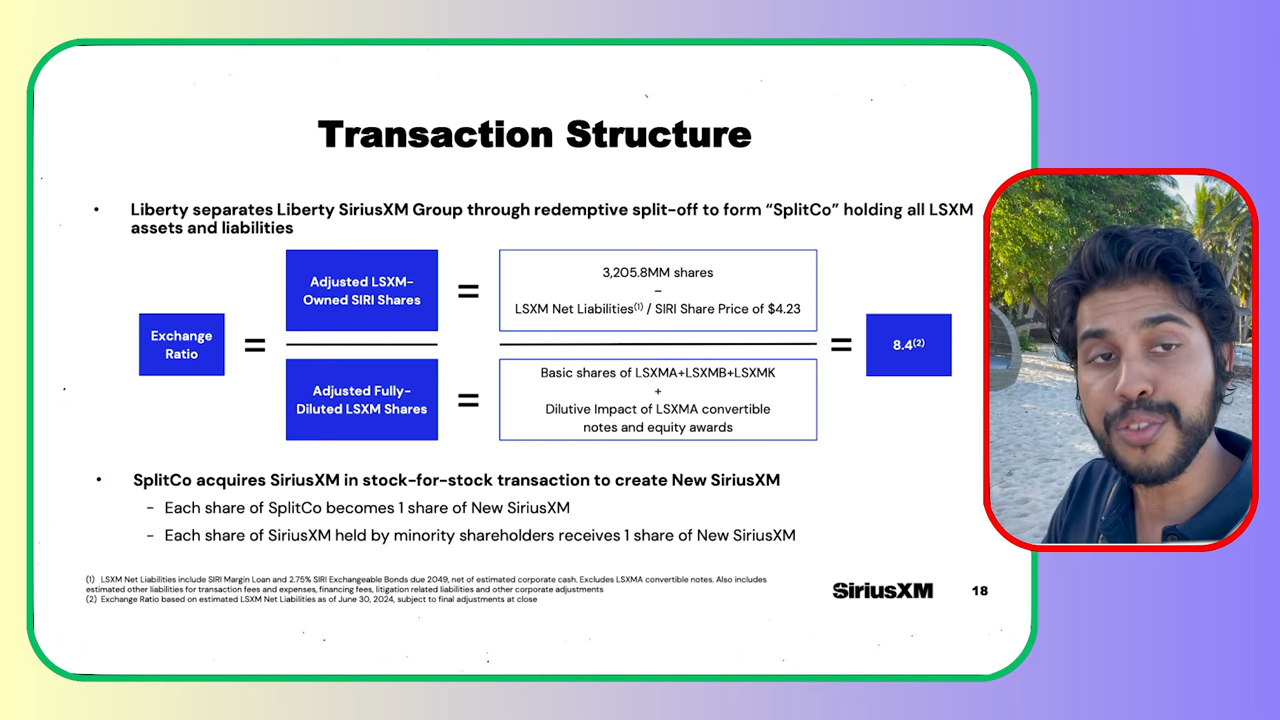 Transaction Structure
• Liberty separates Liberty SiriusXM Group through redemptive split-off to form “SplitCo” holding all LSXM
assets and liabilities
Exchange
Ratio
=
Adjusted LSXM-
Owned SIRI Shares
=
3,205.8MM shares
–
LSXM Net Liabilities(1) / SIRI Share Price of $4.23
Adjusted Fully-
Diluted LSXM Shares
=
Basic shares of LSXMA+LSXMB+LSXMK
+
Dilutive Impact of LSXMA convertible
notes and equity awards
=
8.4(2)
• SplitCo acquires SiriusXM in stock-for-stock transaction to create New SiriusXM
– Each share of SplitCo becomes 1 share of New SiriusXM
– Each share of SiriusXM held by minority shareholders receives 1 share of New SiriusXM
(1) LSXM Net Liabilities include SIRI Margin Loan and 2.75% SIRI Exchangeable Bonds due 2049, net of estimated corporate cash. Excludes LSXMA convertible notes. Also includes
estimated other liabilities for transaction fees and expenses, financing fees, litigation related liabilities and other corporate adjustments
(2) Exchange Ratio based on estimated LSXM Net Liabilities as of June 30, 2024, subject to final adjustments at close
SiriusXM
18